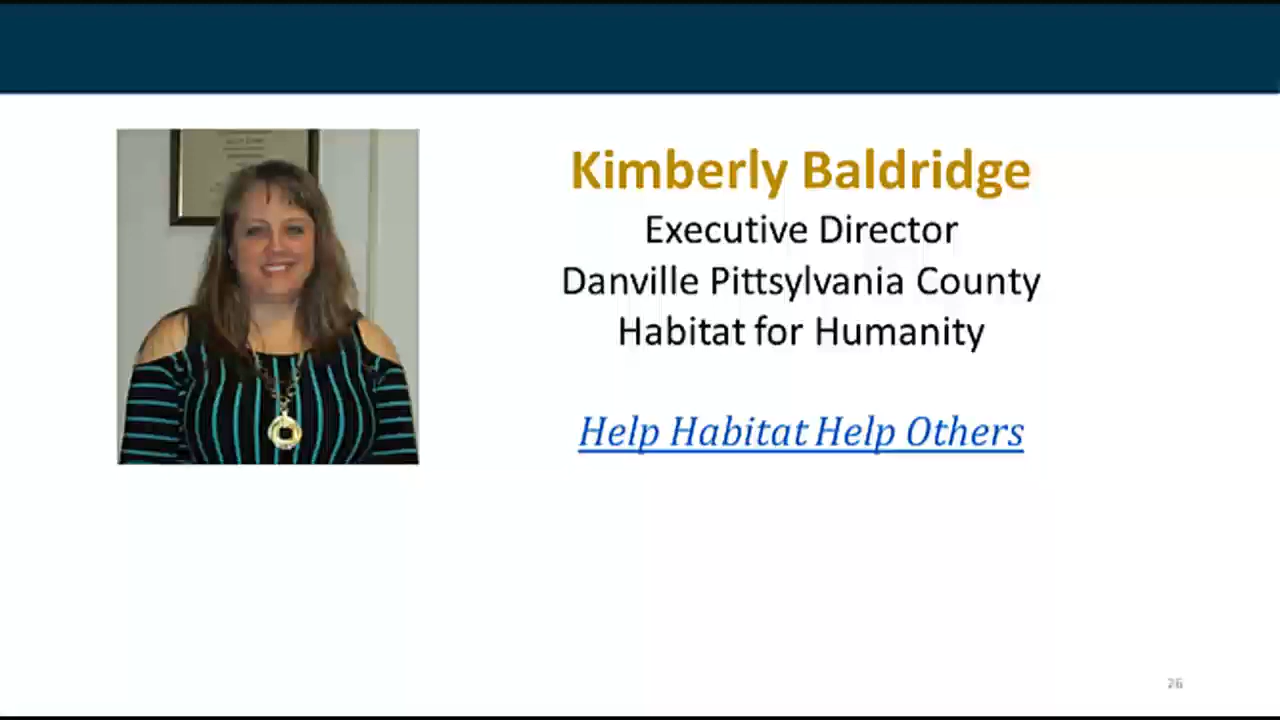 Kimberly Baldridge
Executive Director
Danville Pittsylvania County
Habitat for Humanity
Help Habitat Help Others
26